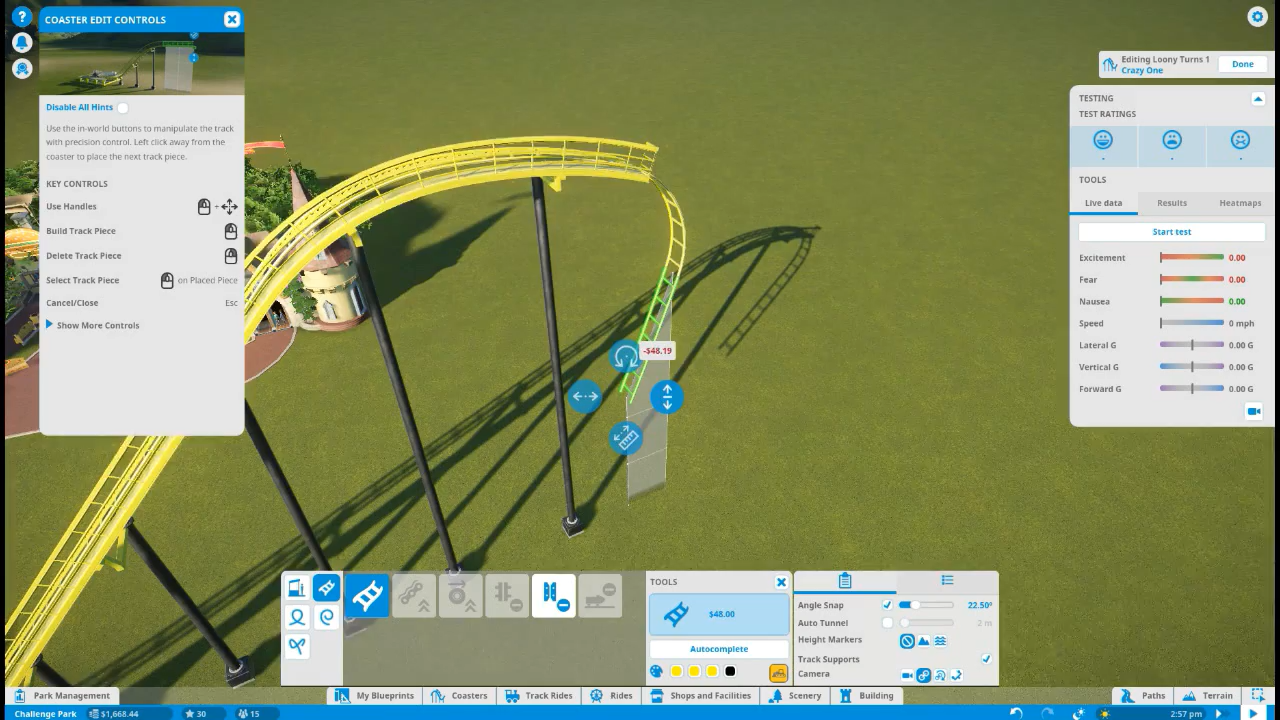 COASTER EDIT CONTROLS
Disable All Hints
Use the in-world buttons to manipulate the track
with precision control. Left click away from the
coaster to place the next track piece.
KEY CONTROLS
Use Handles +
Build Track Piece
Delete Track Piece
Select Track Piece on Placed Piece
Cancel/Close Esc
Show More Controls
Editing Loony Turns 1
Crazy One
Done
TESTING
TEST RATINGS
- - -
TOOLS
Live data Results Heatmaps
Start test
Excitement 0.00
Fear 0.00
Nausea 0.00
Speed 0 mph
Lateral G 0.00 G
Vertical G 0.00 G
Forward G 0.00 G
-$48.19
TOOLS
$48.00
Autocomplete
Angle Snap 22.50º
Auto Tunnel 2 m
Height Markers
Track Supports
Camera
Park Management My Blueprints Coasters Track Rides Rides Shops and Facilities Scenery Building Paths Terrain
Challenge Park $1,668.44 30 15 2:57 pm